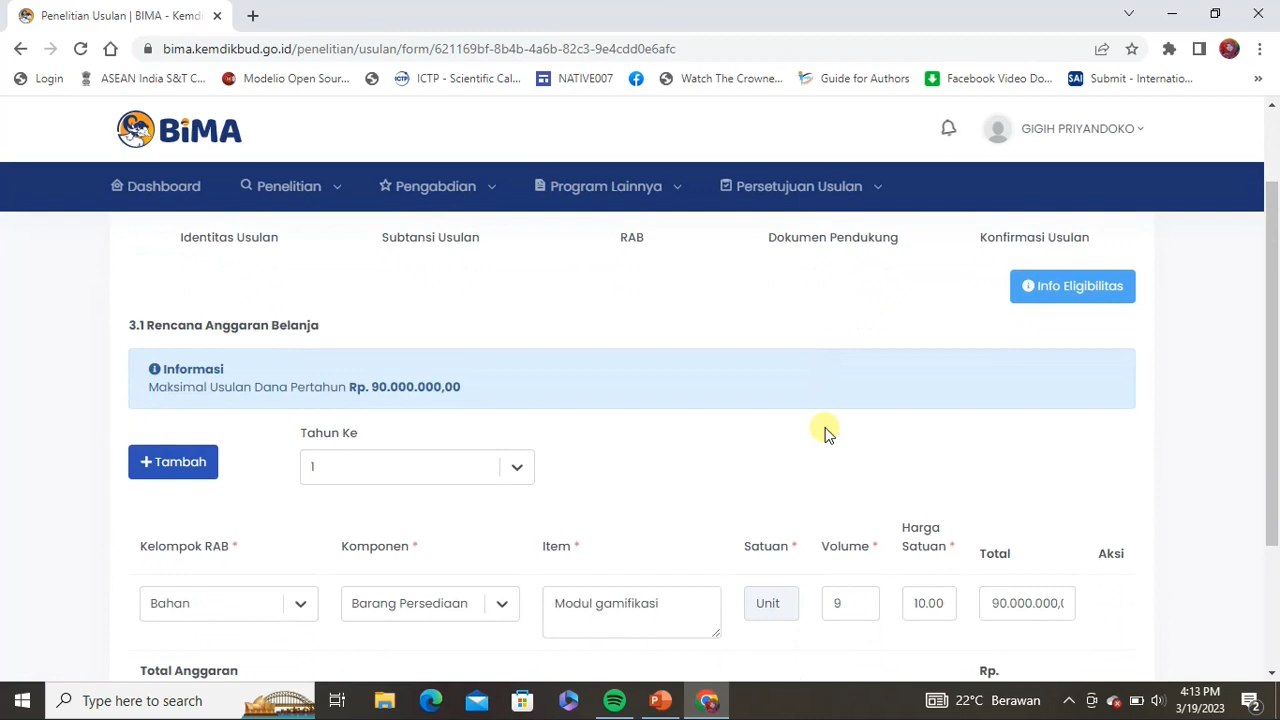 Penelitian Usulan | BIMA - Kemd
bima.kemdikbud.go.id/penelitian/usulan/form/621169bf-8b4b-4a6b-82c3-9e4cdd0e6afc
Login
ASEAN India S&T C...
Modelio Open Sour...
ICTP - Scientific Cal...
NATIVE007
Watch The Crowne...
Guide for Authors
Facebook Video Do...
SAI
Submit - Internatio...
»
BiMA
GIGIH PRIYANDOKO
Dashboard
Penelitian
Pengabdian
Program Lainnya
Persetujuan Usulan
Identitas Usulan
Subtansi Usulan
RAB
Dokumen Pendukung
Konfirmasi Usulan
Info Eligibilitas
3.1 Rencana Anggaran Belanja
Informasi
Maksimal Usulan Dana Pertahun Rp. 90.000.000,00
Tahun Ke
+ Tambah
1
Kelompok RAB *
Komponen *
Item *
Satuan *
Volume *
Harga
Satuan *
Total
Aksi
Bahan
Barang Persediaan
Modul gamifikasi
Unit
9
10.00
90.000.000,(
Total Anggaran
Rp.
Type here to search
22°C Berawan
4:13 PM
3/19/2023
2